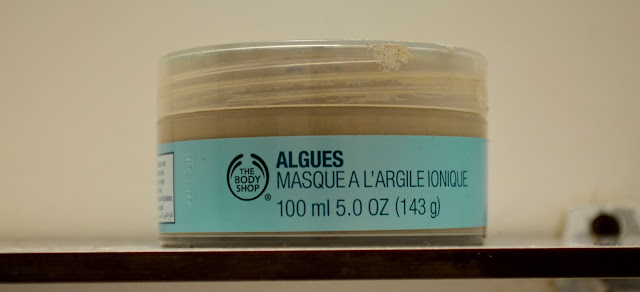 THE
BODY
SHOP
®
ALGUES
MASQUE A L'ARGILE IONIQUE
100 ml 5.0 OZ (143 g)